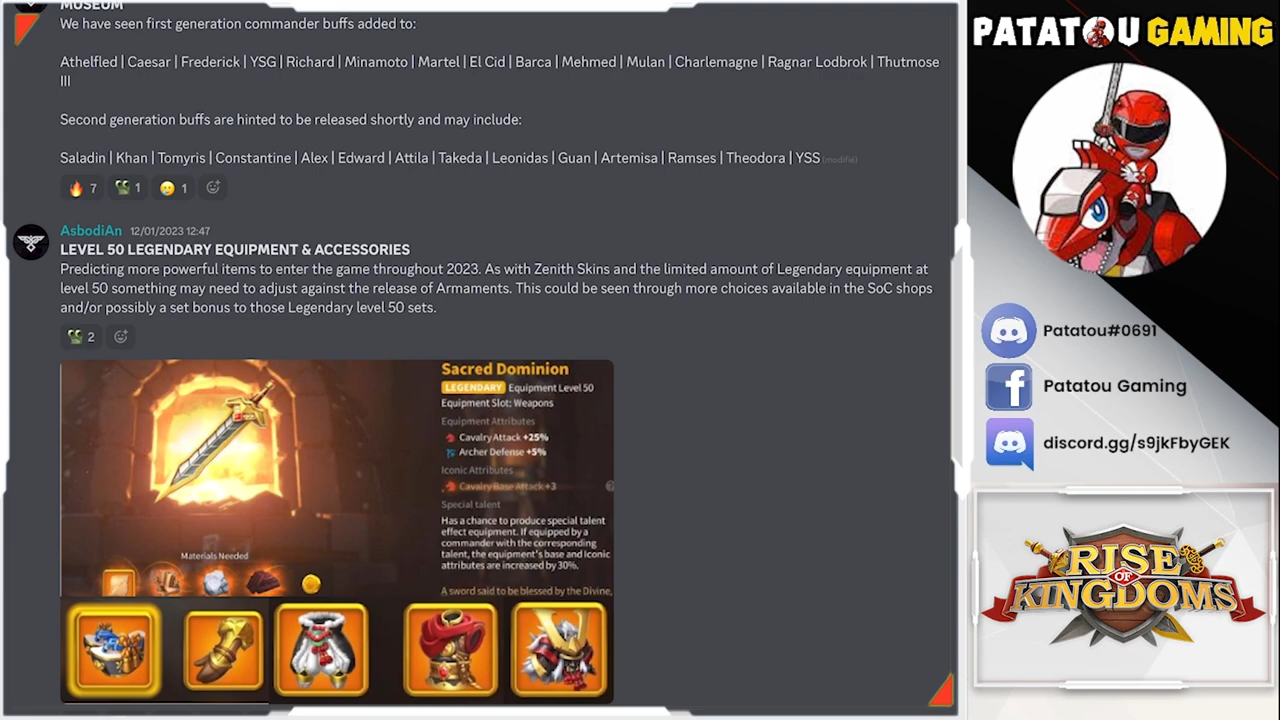 MUSEUM
We have seen first generation commander buffs added to:
Athelfled | Caesar | Frederick | YSG | Richard | Minamoto | Martel | El Cid | Barca | Mehmed | Mulan | Charlemagne | Ragnar Lodbrok | Thutmose
III
Second generation buffs are hinted to be released shortly and may include:
Saladin | Khan | Tomyris | Constantine | Alex | Edward | Attila | Takeda | Leonidas | Guan | Artemisa | Ramses | Theodora | YSS (modifié)
7 1 1
AsbodiAn 12/01/2023 12:47
LEVEL 50 LEGENDARY EQUIPMENT & ACCESSORIES
Predicting more powerful items to enter the game throughout 2023. As with Zenith Skins and the limited amount of Legendary equipment at
level 50 something may need to adjust against the release of Armaments. This could be seen through more choices available in the SoC shops
and/or possibly a set bonus to those Legendary level 50 sets.
2
Sacred Dominion
LEGENDARY Equipment Level 50
Equipment Slot: Weapons
Equipment Attributes
Cavalry Attack +25%
Archer Defense +5%
Iconic Attributes
Cavalry Base Attack +3
Special talent
Has a chance to produce special talent
effect equipment. If equipped by a
commander with the corresponding
talent, the equipment's base and iconic
attributes are increased by 30%.
A sword said to be blessed by the Divine,
Materials Needed
PATATOU GAMING
Patatou#0691
Patatou Gaming
discord.gg/s9jkFbyGEK
RISE
OF
KINGDOMS